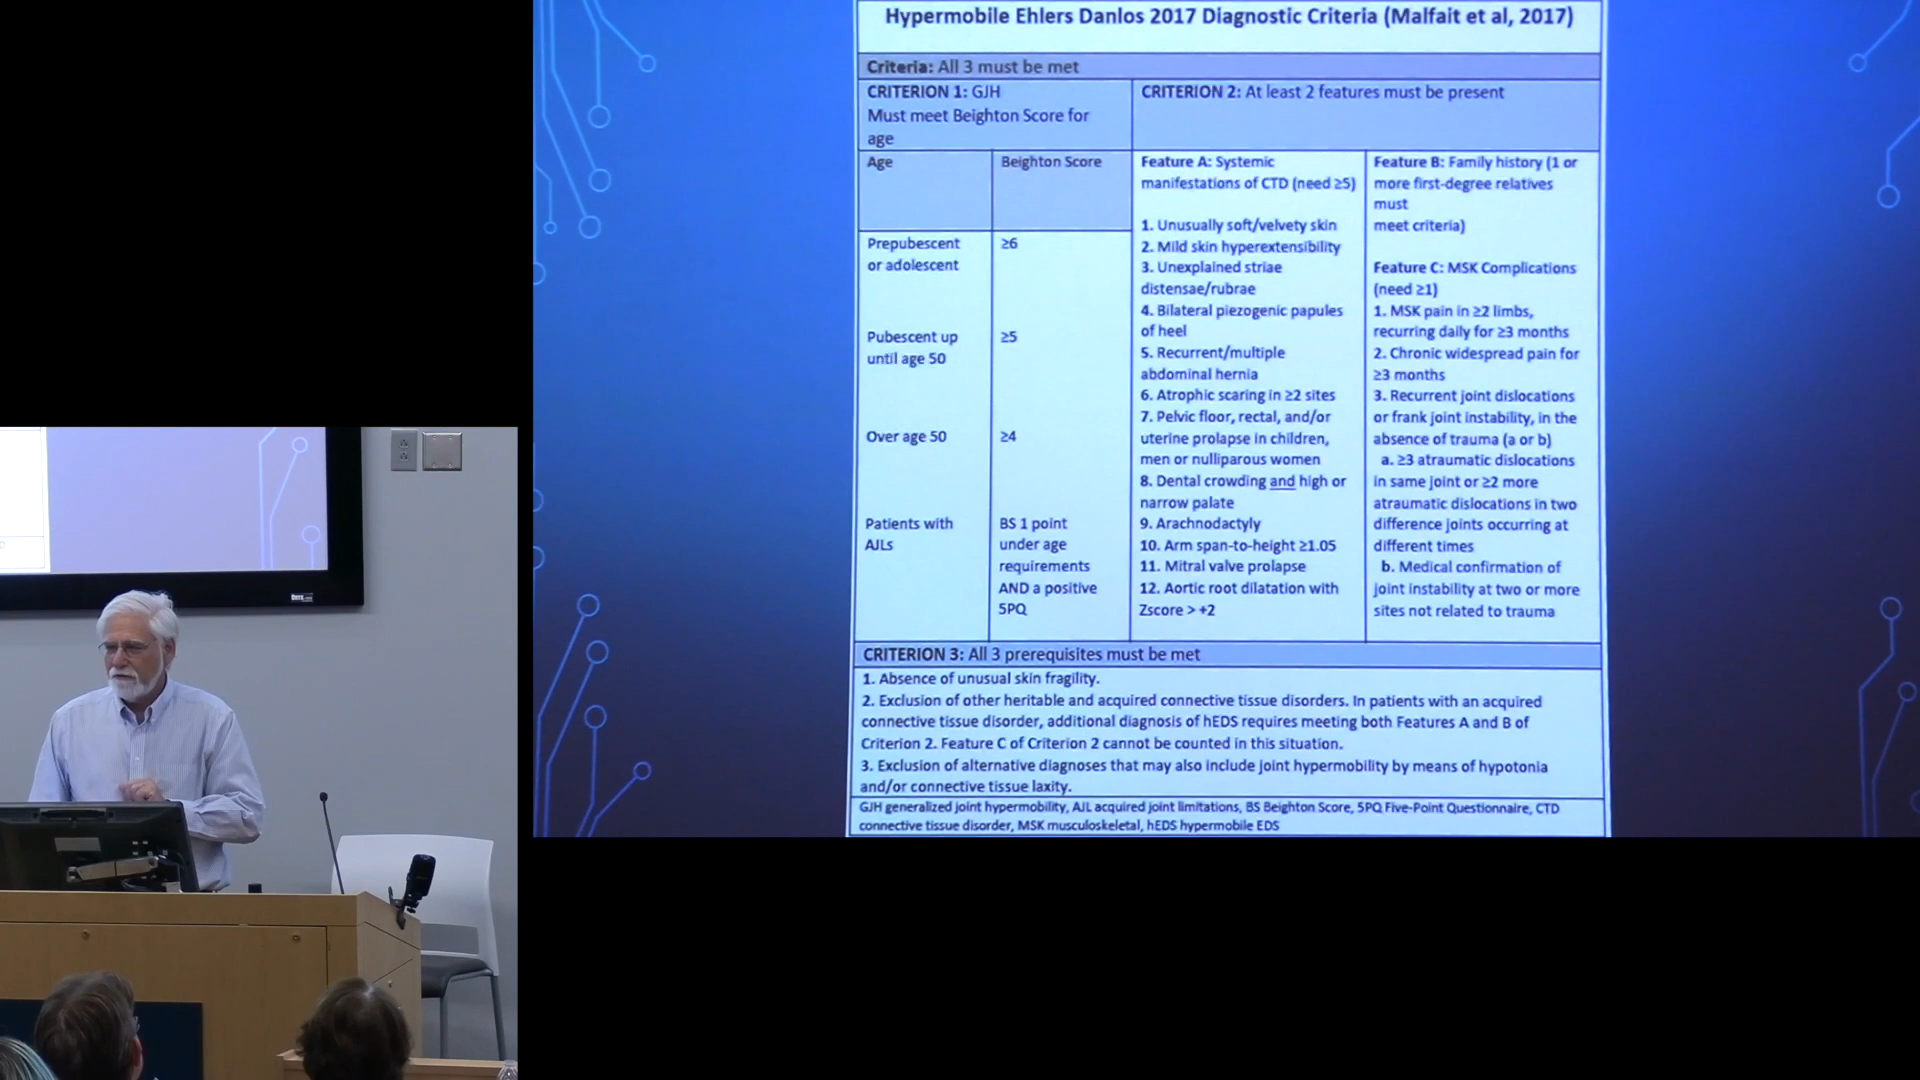 Hypermobile Ehlers Danlos 2017 Diagnostic Criteria (Malfait et al, 2017)
Criteria: All 3 must be met
CRITERION 1: GJH
Must meet Beighton Score for
age
CRITERION 2: At least 2 features must be present
Age
Beighton Score
Prepubescent
or adolescent
≥6
Pubescent up
until age 50
≥5
Over age 50
≥4
Patients with
AJLs
BS 1 point
under age
requirements
AND a positive
5PQ
Feature A: Systemic
manifestations of CTD (need ≥5)
1. Unusually soft/velvety skin
2. Mild skin hyperextensibility
3. Unexplained striae
distensae/rubrae
4. Bilateral piezogenic papules
of heel
5. Recurrent/multiple
abdominal hernia
6. Atrophic scaring in ≥2 sites
7. Pelvic floor, rectal, and/or
uterine prolapse in children,
men or nulliparous women
8. Dental crowding and high or
narrow palate
9. Arachnodactyly
10. Arm span-to-height ≥1.05
11. Mitral valve prolapse
12. Aortic root dilatation with
Zscore > +2
Feature B: Family history (1 or
more first-degree relatives
must
meet criteria)
Feature C: MSK Complications
(need ≥1)
1. MSK pain in ≥2 limbs,
recurring daily for ≥3 months
2. Chronic widespread pain for
≥3 months
3. Recurrent joint dislocations
or frank joint instability, in the
absence of trauma (a or b)
a. ≥3 atraumatic dislocations
in same joint or ≥2 more
atraumatic dislocations in two
difference joints occurring at
different times
b. Medical confirmation of
joint instability at two or more
sites not related to trauma
CRITERION 3: All 3 prerequisites must be met
1. Absence of unusual skin fragility.
2. Exclusion of other heritable and acquired connective tissue disorders. In patients with an acquired
connective tissue disorder, additional diagnosis of hEDS requires meeting both Features A and B of
Criterion 2. Feature C of Criterion 2 cannot be counted in this situation.
3. Exclusion of alternative diagnoses that may also include joint hypermobility by means of hypotonia
and/or connective tissue laxity.
GJH generalized joint hypermobility, AJL acquired joint limitations, BS Beighton Score, 5PQ Five-Point Questionnaire, CTD
connective tissue disorder, MSK musculoskeletal, hEDS hypermobile EDS